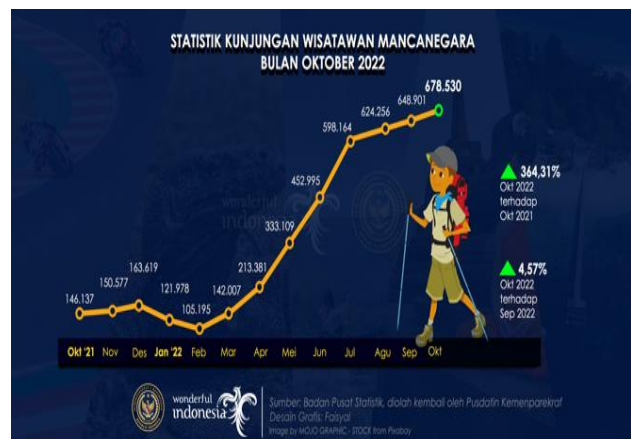 STATISTIK KUNJUNGAN WISATAWAN MANCANEGARA
BULAN OKTOBER 2022
146.137
150.577
163.619
121.978
105.195
142.007
213.381
333.109
452.995
598.164
624.256
648.901
678.530
364,31%
Okt 2022
terhadap
Okt 2021
4,57%
Okt 2022
terhadap
Sep 2022
wonderful
indonesia
Okt '21 Nov Des Jan '22 Feb Mar Apr Mei Jun Jul Agu Sep Okt
wonderful
indonesia
Sumber: Badan Pusat Statistik, diolah kembali oleh Pusdatin Kemenparekraf
Desain Grafis: Faisyal
Image by MOJO GRAPHIC - STOCK from Pixabay